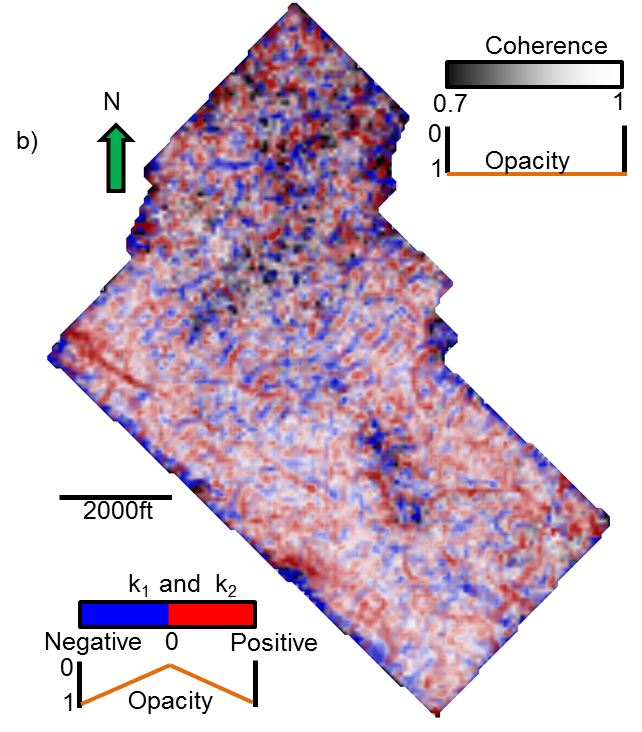 Coherence
0.7 1
N
b)
0
1 Opacity
2000ft
k₁ and k₂
Negative 0 Positive
0
1 Opacity